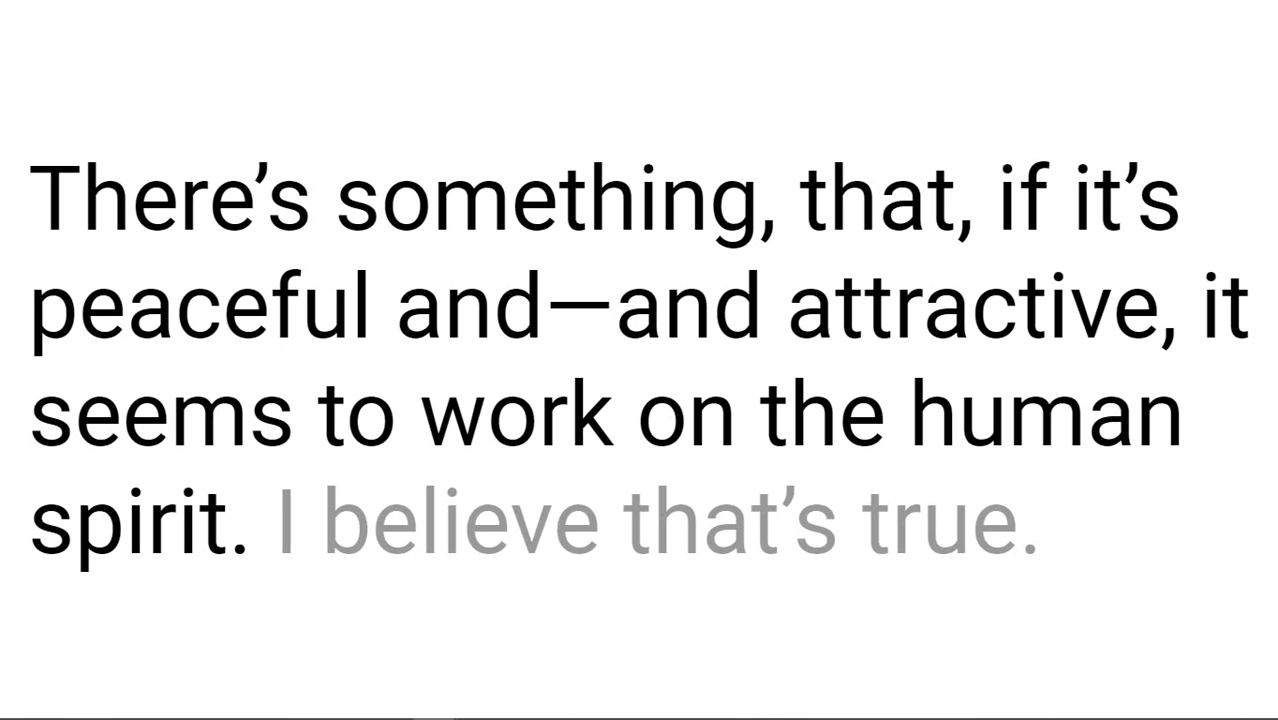 There’s something, that, if it’s
peaceful and—and attractive, it
seems to work on the human
spirit. I believe that’s true.